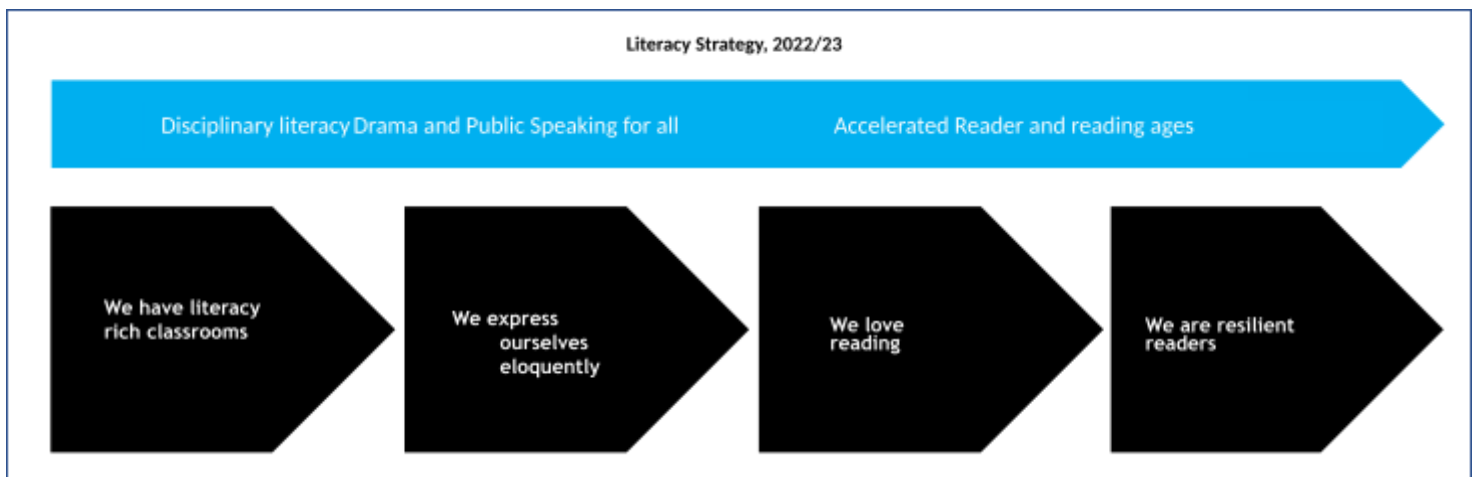 Literacy Strategy, 2022/23
Disciplinary literacy Drama and Public Speaking for all
Accelerated Reader and reading ages
We have literacy
rich classrooms
We express
ourselves
eloquently
We love
reading
We are resilient
readers